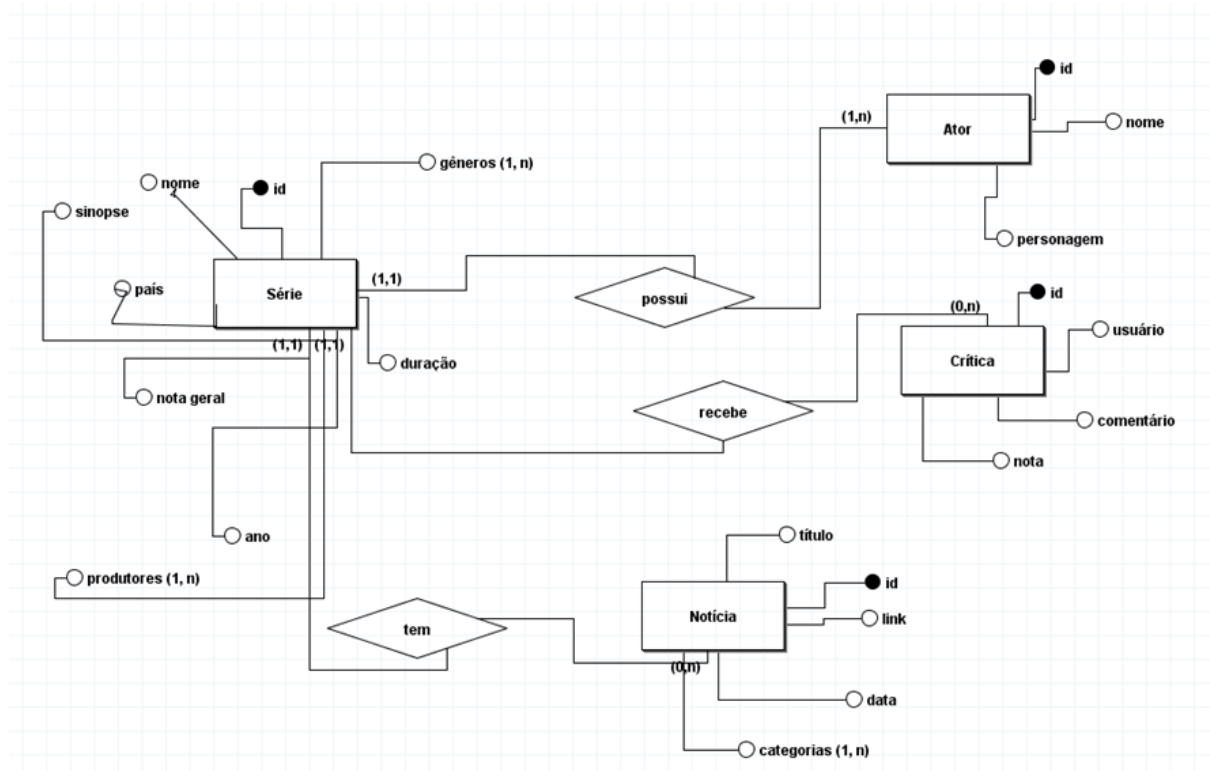 id
(1,n)
Ator
nome
gêneros (1, n)
nome
id
sinopse
personagem
(1,1)
país
Série
possui
id
(0,n)
usuário
(1,1)
(1,1)
duração
Crítica
nota geral
recebe
comentário
nota
ano
título
produtores (1, n)
id
Notícia
link
tem
(0,n)
data
categorias (1, n)